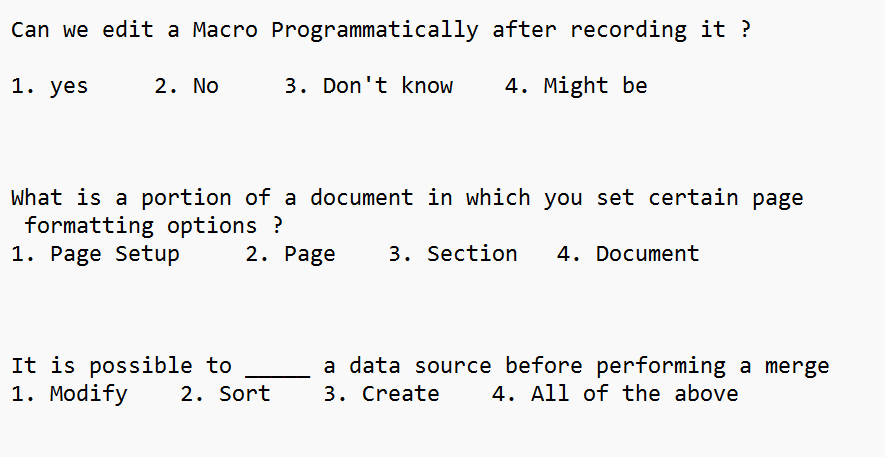 Can we edit a Macro Programmatically after recording it ?
1. yes 2. No 3. Don't know 4. Might be
What is a portion of a document in which you set certain page
formatting options ?
1. Page Setup 2. Page 3. Section 4. Document
It is possible to _____ a data source before performing a merge
1. Modify 2. Sort 3. Create 4. All of the above